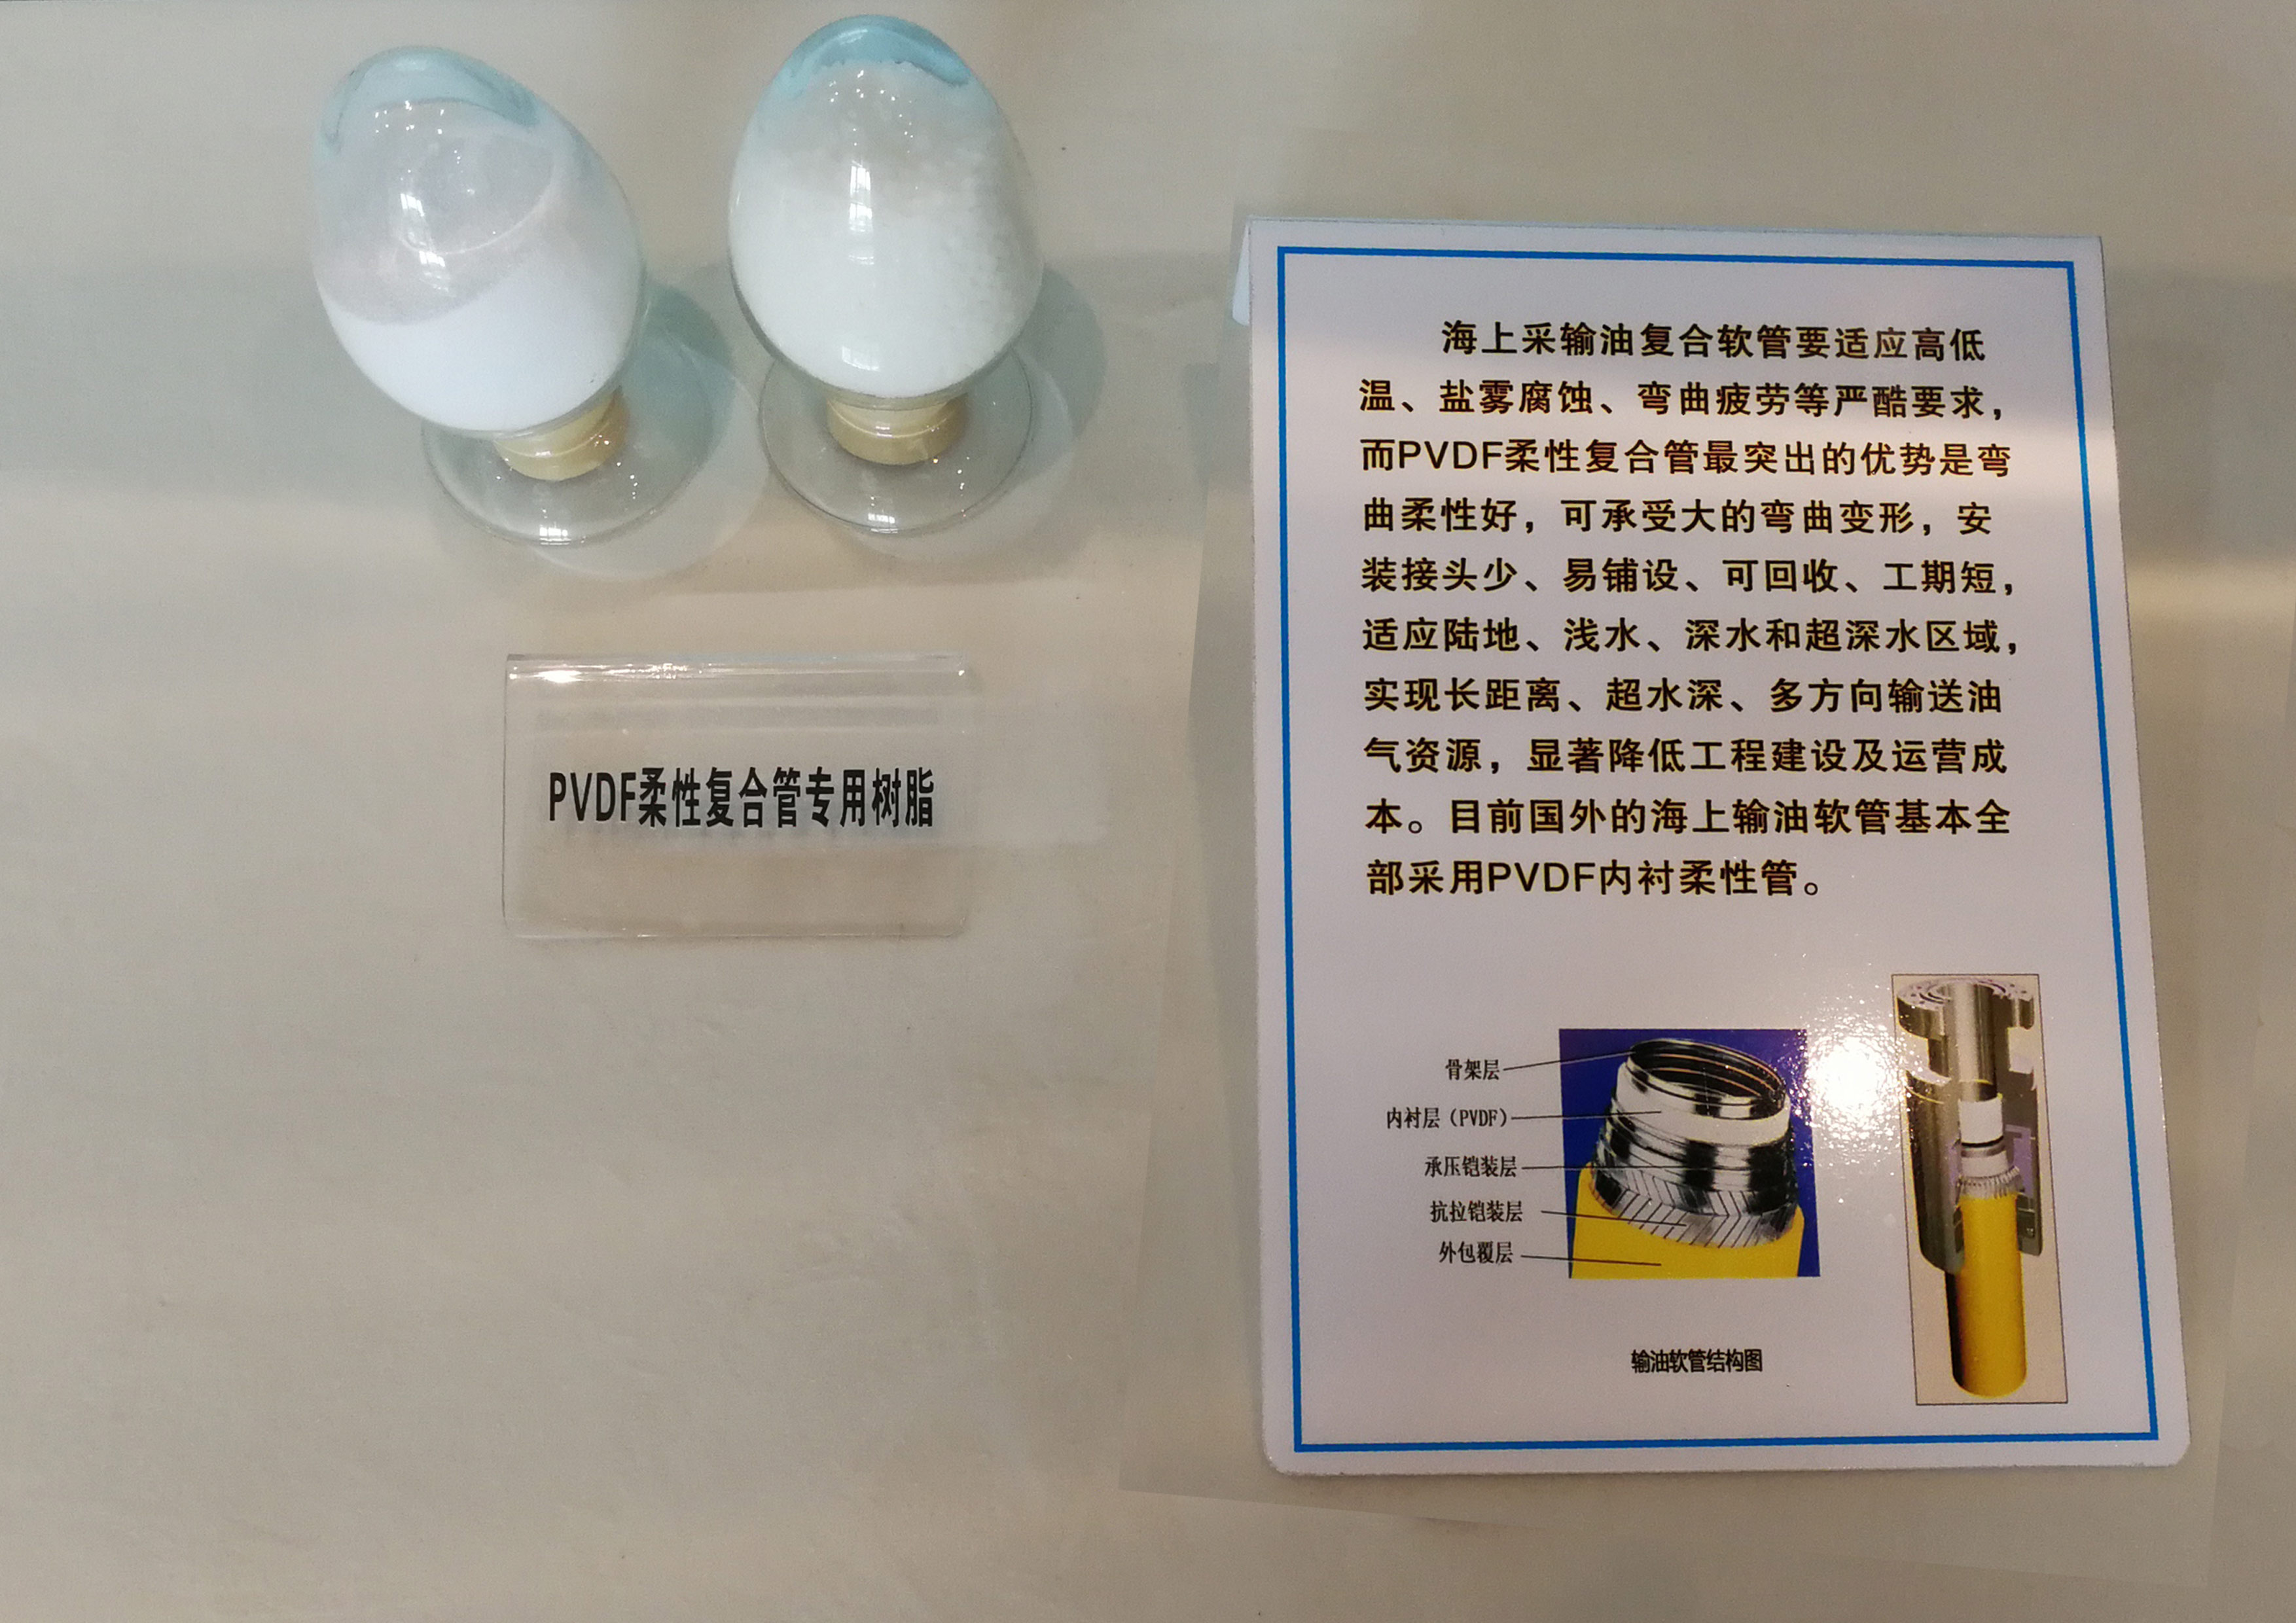 PVDF柔性复合管专用树脂
海上采输油复合软管要适应高低
温、盐雾腐蚀、弯曲疲劳等严酷要求，
而PVDF柔性复合管最突出的优势是弯
曲柔性好，可承受大的弯曲变形，安
装接头少、易铺设、可回收、工期短，
适应陆地、浅水、深水和超深水区域，
实现长距离、超水深、多方向输送油
气资源，显著降低工程建设及运营成
本。目前国外的海上输油软管基本全
部采用PVDF内衬柔性管。
骨架层
内衬层（PVDF）
承压铠装层
抗拉铠装层
外包覆层
输油软管结构图